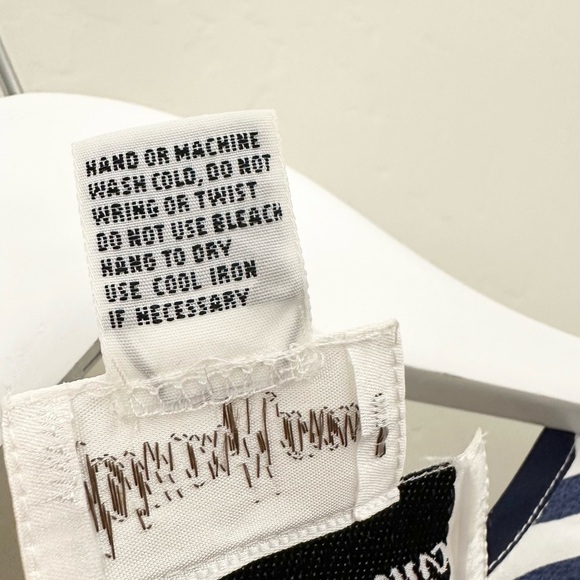 HAND OR MACHINE
WASH COLD, DO NOT
WRING OR TWIST
DO NOT USE BLEACH
HANG TO DRY
USE COOL IRON
IF NECESSARY